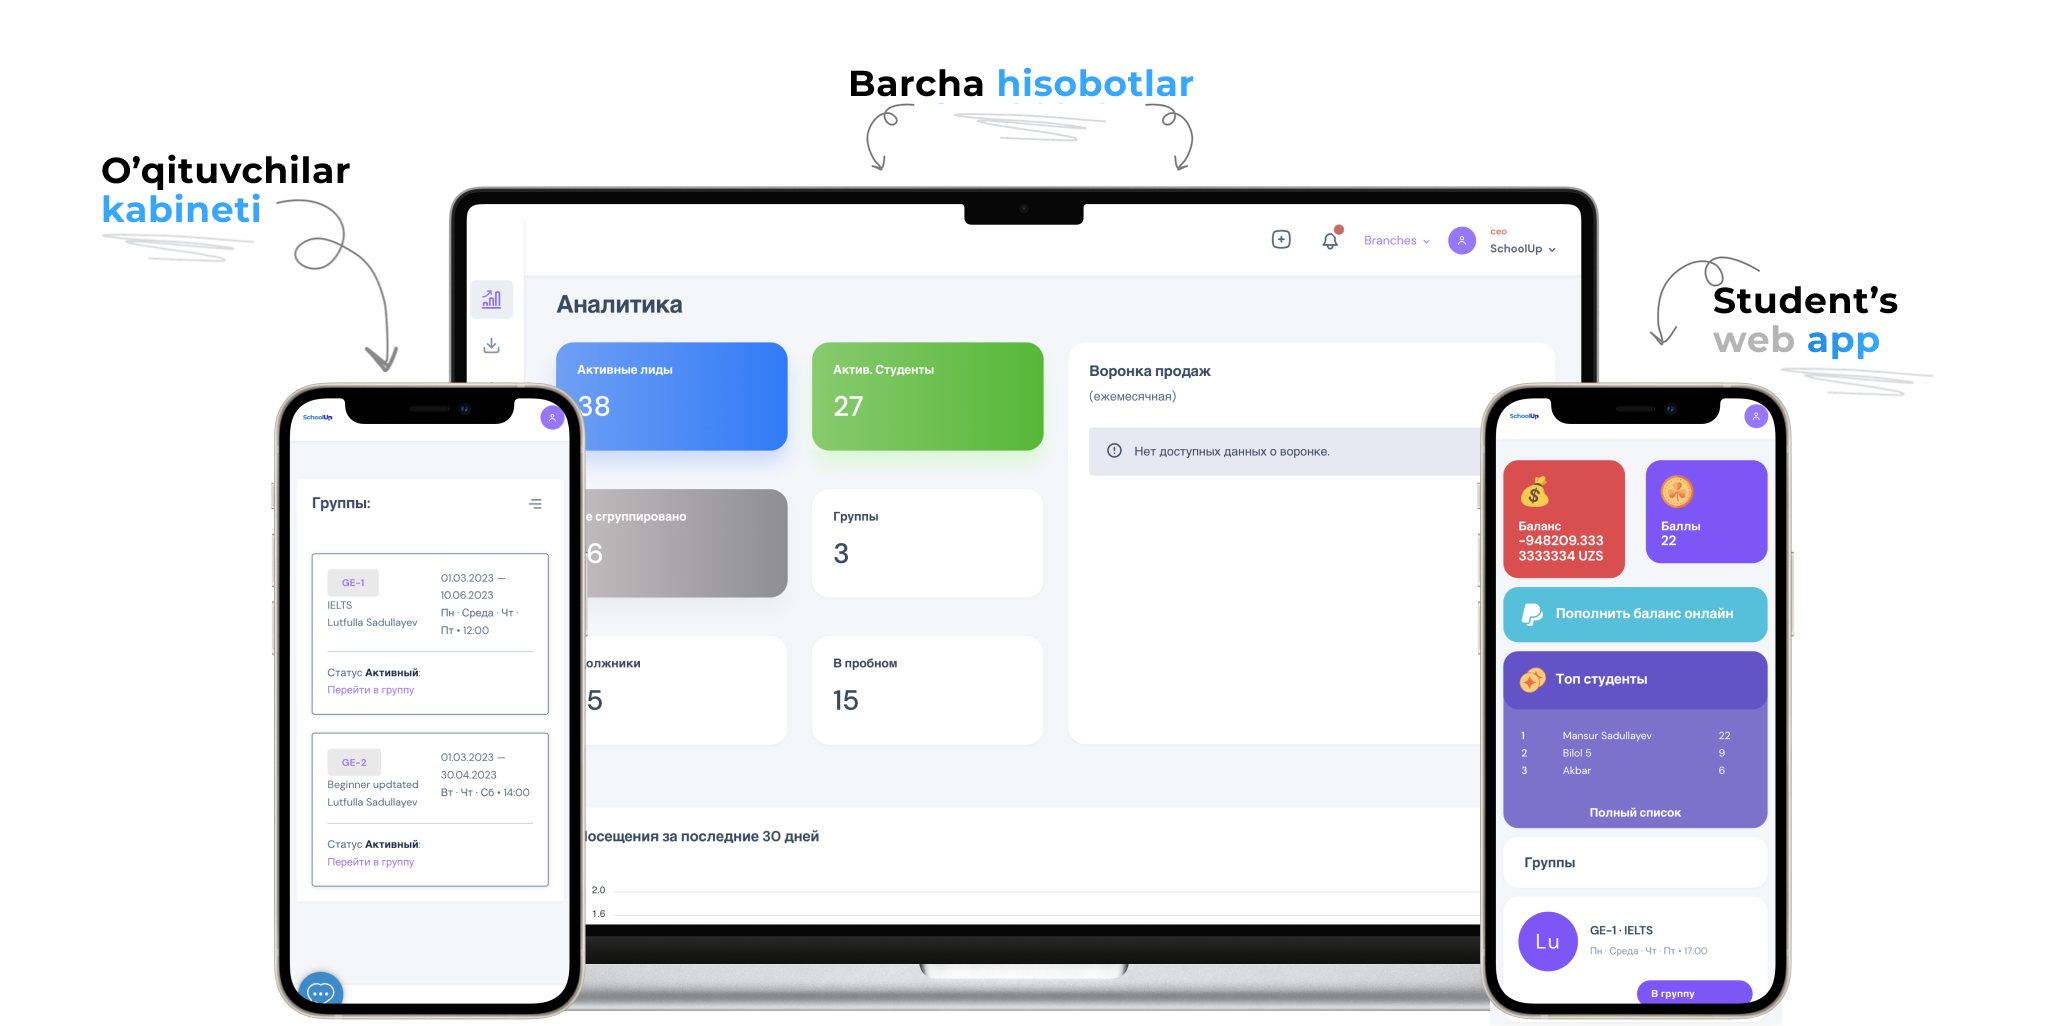 Barcha hisobotlar
O’qituvchilar
kabineti
Student’s
web app
Branches
ceo
SchoolUp
Аналитика
Активные лиды
38
Актив. Студенты
27
Воронка продаж
(ежемесячная)
Нет доступных данных о воронке.
е сгруппировано
6
Группы
3
олжники
5
В пробном
15
осещения за последние 30 дней
2.0
1.6
SchoolUp
Группы:
GE-1
IELTS
Lutfulla Sadullayev
01.03.2023 —
10.06.2023
Пн · Среда · Чт ·
Пт • 12:00
Статус Активный:
Перейти в группу
GE-2
Beginner updtated
Lutfulla Sadullayev
01.03.2023 —
30.04.2023
Вт · Чт · Сб • 14:00
Статус Активный:
Перейти в группу
SchoolUp
Баланс
-948209.333
3333334 UZS
Баллы
22
Пополнить баланс онлайн
Топ студенты
1 Mansur Sadullayev 22
2 Bilol 5 9
3 Akbar 6
Полный список
Группы
Lu
GE-1 · IELTS
Пн · Среда · Чт · Пт • 17:00
В группу